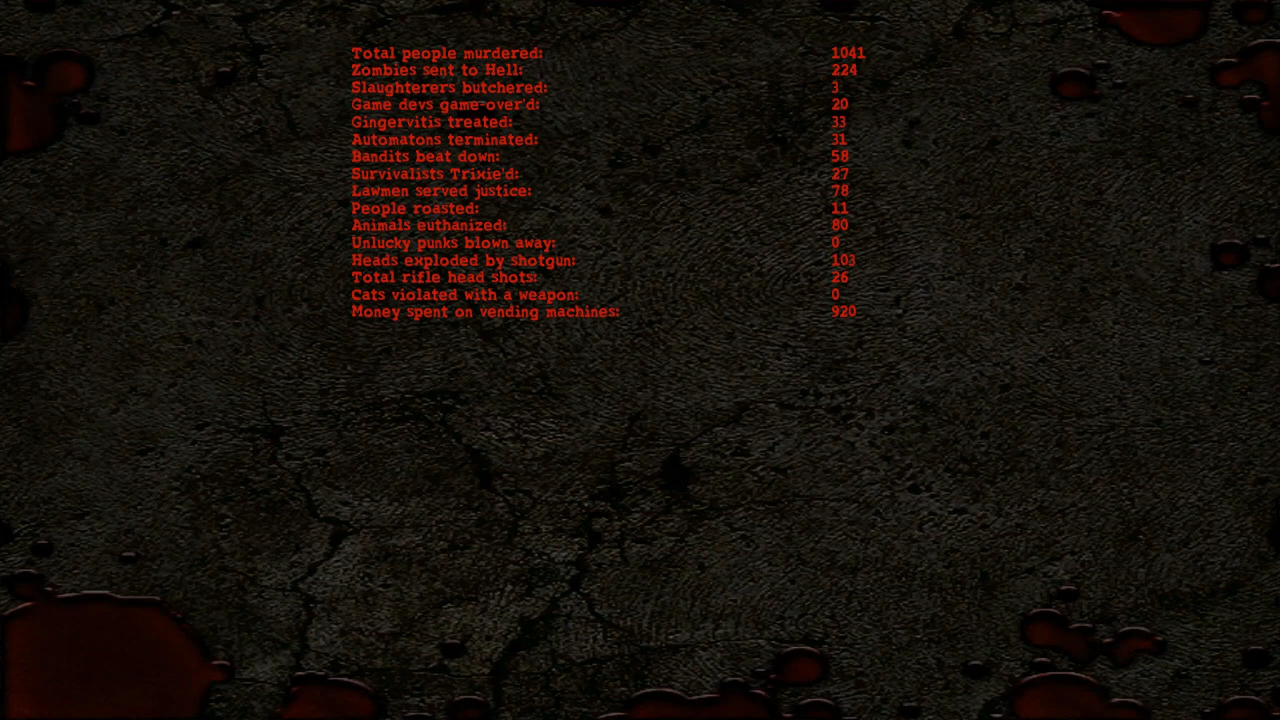 Total people murdered: 1041
Zombies sent to Hell: 224
Slaughterers butchered: 3
Game devs game-over'd: 20
Gingervitis treated: 33
Automatons terminated: 31
Bandits beat down: 58
Survivalists Trixie'd: 27
Lawmen served justice: 78
People roasted: 11
Animals euthanized: 80
Unlucky punks blown away: 0
Heads exploded by shotgun: 103
Total rifle head shots: 26
Cats violated with a weapon: 0
Money spent on vending machines: 920